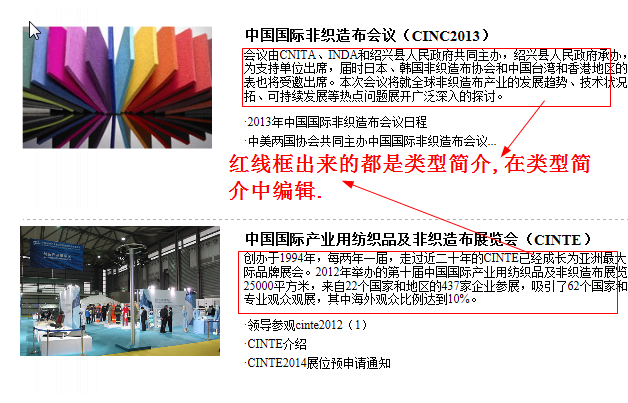 中国国际非织造布会议（CINC2013）
会议由CNITA、INDA和绍兴县人民政府共同主办，绍兴县人民政府承办，
为支持单位出席，届时日本、韩国非织造布协会和中国台湾和香港地区的
表也将受邀出席。本次会议将就全球非织造布产业的发展趋势、技术状况
拓、可持续发展等热点问题展开广泛深入的探讨。
·2013年中国国际非织造布会议日程
·中美两国协会共同主办中国国际非织造布会议...
红线框出来的都是类型简介,在类型简
介中编辑.
中国国际产业用纺织品及非织造布展览会（CINTE）
创办于1994年，每两年一届，走过近二十年的CINTE已经成长为亚洲最大
际品牌展会。2012年举办的第十届中国国际产业用纺织品及非织造布展览
25000平方米，来自22个国家和地区的437家企业参展，吸引了62个国家和
专业观众观展，其中海外观众比例达到10%。
·领导参观cinte2012（1）
·CINTE介绍
·CINTE2014展位预申请通知